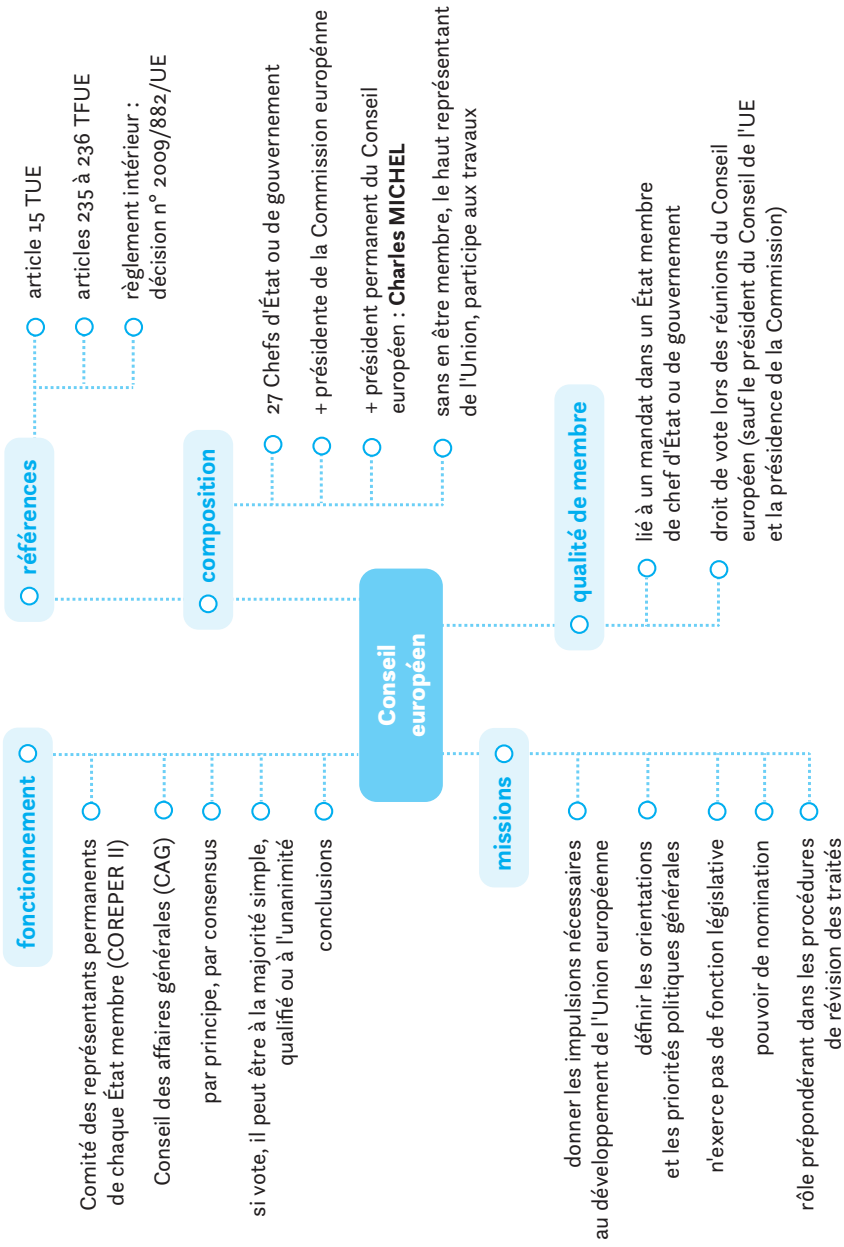 Conseil
européen
fonctionnement
Comité des représentants permanents
de chaque État membre (COREPER II)
Conseil des affaires générales (CAG)
par principe, par consensus
si vote, il peut être à la majorité simple,
qualifié ou à l'unanimité
conclusions
missions
donner les impulsions nécessaires
au développement de l'Union européenne
définir les orientations
et les priorités politiques générales
n'exerce pas de fonction législative
pouvoir de nomination
rôle prépondérant dans les procédures
de révision des traités
références
article 15 TUE
articles 235 à 236 TFUE
règlement intérieur :
décision n° 2009/882/UE
composition
27 Chefs d'État ou de gouvernement
+ présidente de la Commission europénne
+ président permanent du Conseil
européen : Charles MICHEL
sans en être membre, le haut représentant
de l'Union, participe aux travaux
qualité de membre
lié à un mandat dans un État membre
de chef d'État ou de gouvernement
droit de vote lors des réunions du Conseil
européen (sauf le président du Conseil de l'UE
et la présidence de la Commission)